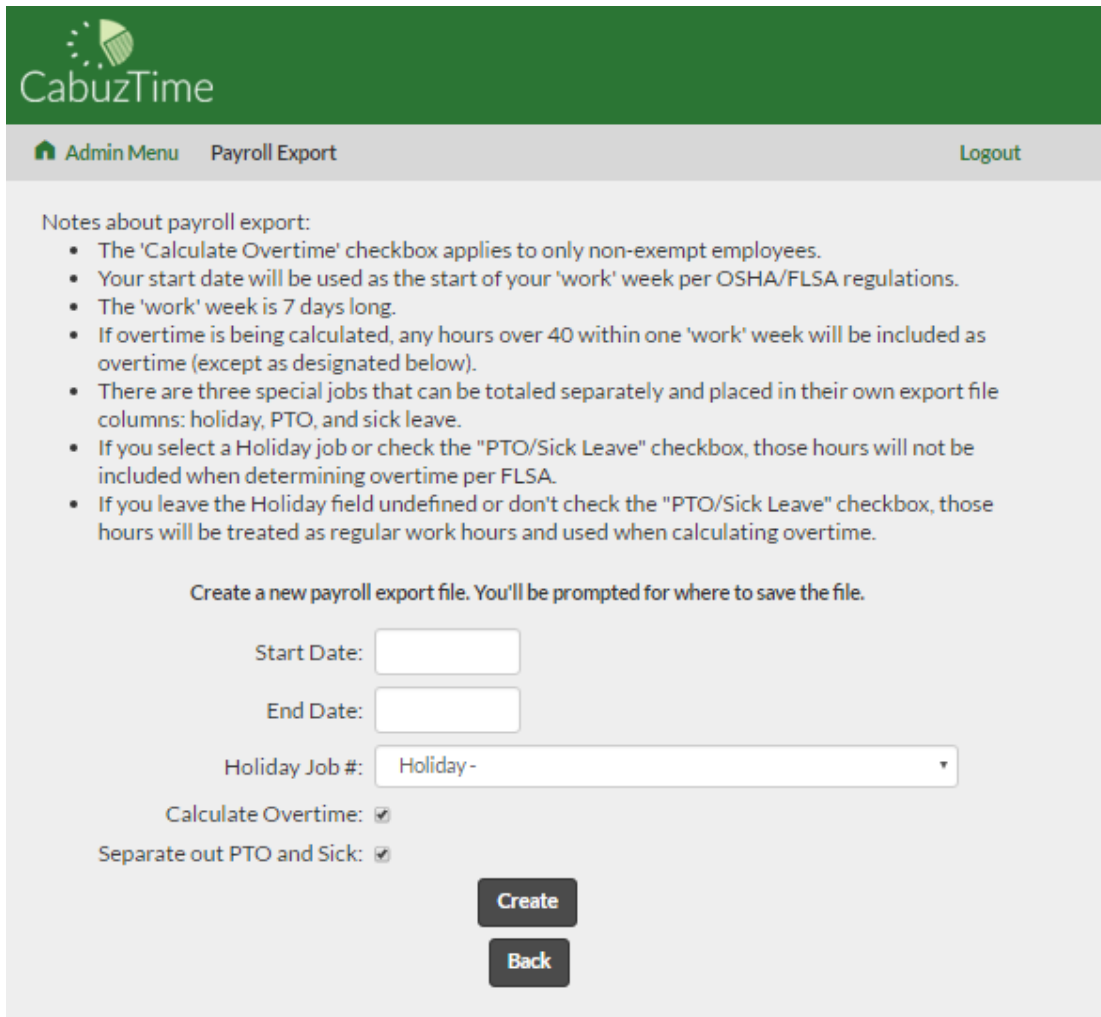 CabuzTime
Admin Menu Payroll Export Logout
Notes about payroll export:
• The 'Calculate Overtime' checkbox applies to only non-exempt employees.
• Your start date will be used as the start of your 'work' week per OSHA/FLSA regulations.
• The 'work' week is 7 days long.
• If overtime is being calculated, any hours over 40 within one 'work' week will be included as
overtime (except as designated below).
• There are three special jobs that can be totaled separately and placed in their own export file
columns: holiday, PTO, and sick leave.
• If you select a Holiday job or check the "PTO/Sick Leave" checkbox, those hours will not be
included when determining overtime per FLSA.
• If you leave the Holiday field undefined or don't check the "PTO/Sick Leave" checkbox, those
hours will be treated as regular work hours and used when calculating overtime.
Create a new payroll export file. You'll be prompted for where to save the file.
Start Date:
End Date:
Holiday Job #: Holiday -
Calculate Overtime:
Separate out PTO and Sick:
Create
Back